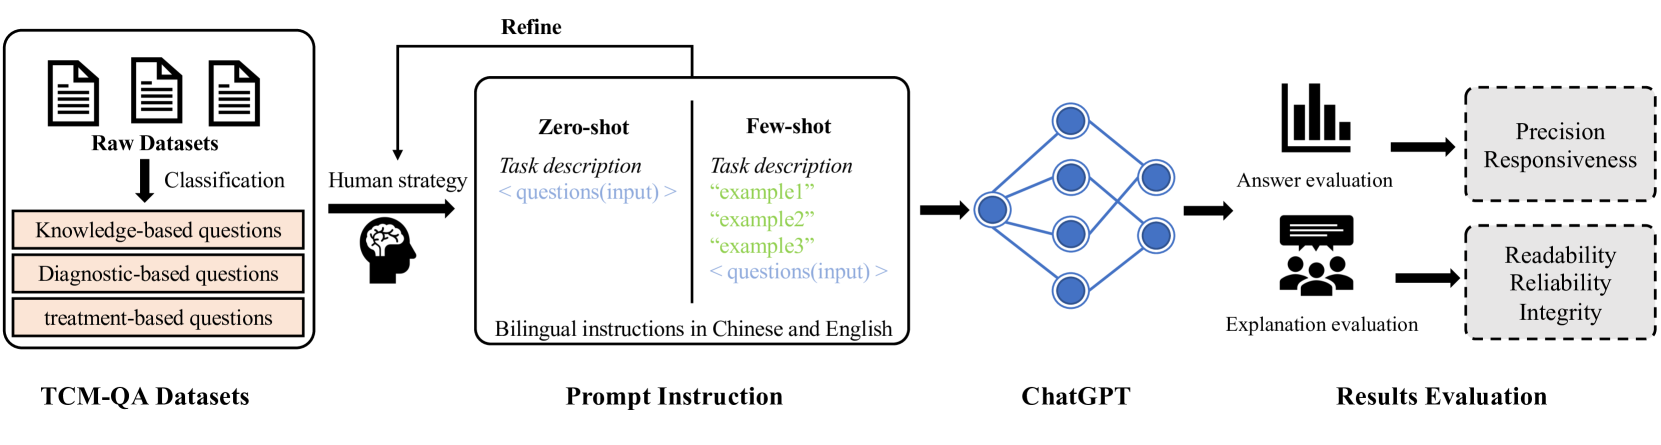 Refine
Raw Datasets
Classification
Knowledge-based questions
Diagnostic-based questions
treatment-based questions
TCM-QA Datasets
Human strategy
Zero-shot
Task description
< questions(input) >
Few-shot
Task description
“example1”
“example2”
“example3”
< questions(input) >
Bilingual instructions in Chinese and English
Prompt Instruction
ChatGPT
Answer evaluation
Explanation evaluation
Precision
Responsiveness
Readability
Reliability
Integrity
Results Evaluation